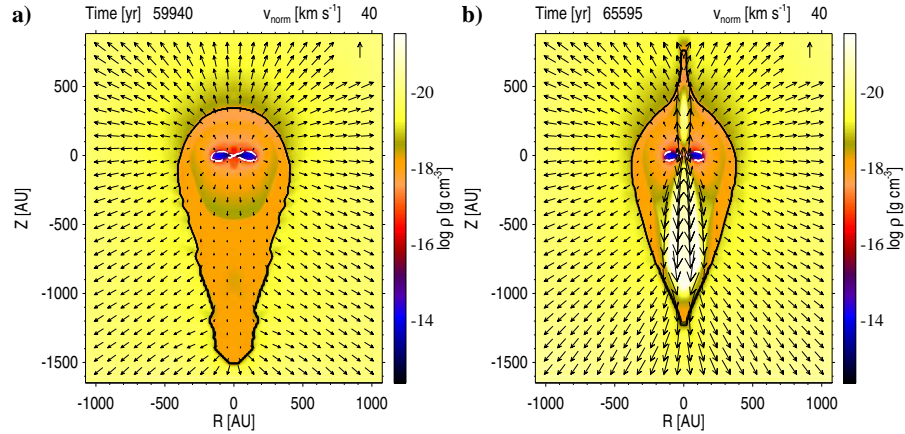 a) Time [yr] 59940 v_norm [km s⁻¹] 40
500
0
-500
-1000
-1500
Z [AU]
-1000 -500 0 500 1000
R [AU]
-20
-18
-16
-14
log ρ [g cm⁻³]
b) Time [yr] 65595 v_norm [km s⁻¹] 40
500
0
-500
-1000
-1500
Z [AU]
-1000 -500 0 500 1000
R [AU]
-20
-18
-16
-14
log ρ [g cm⁻³]